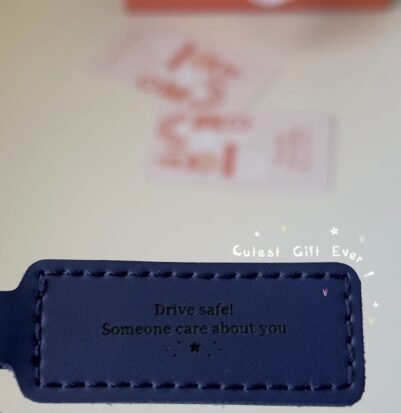 Cutest Gift Ever!
Drive safe!
Someone care about you